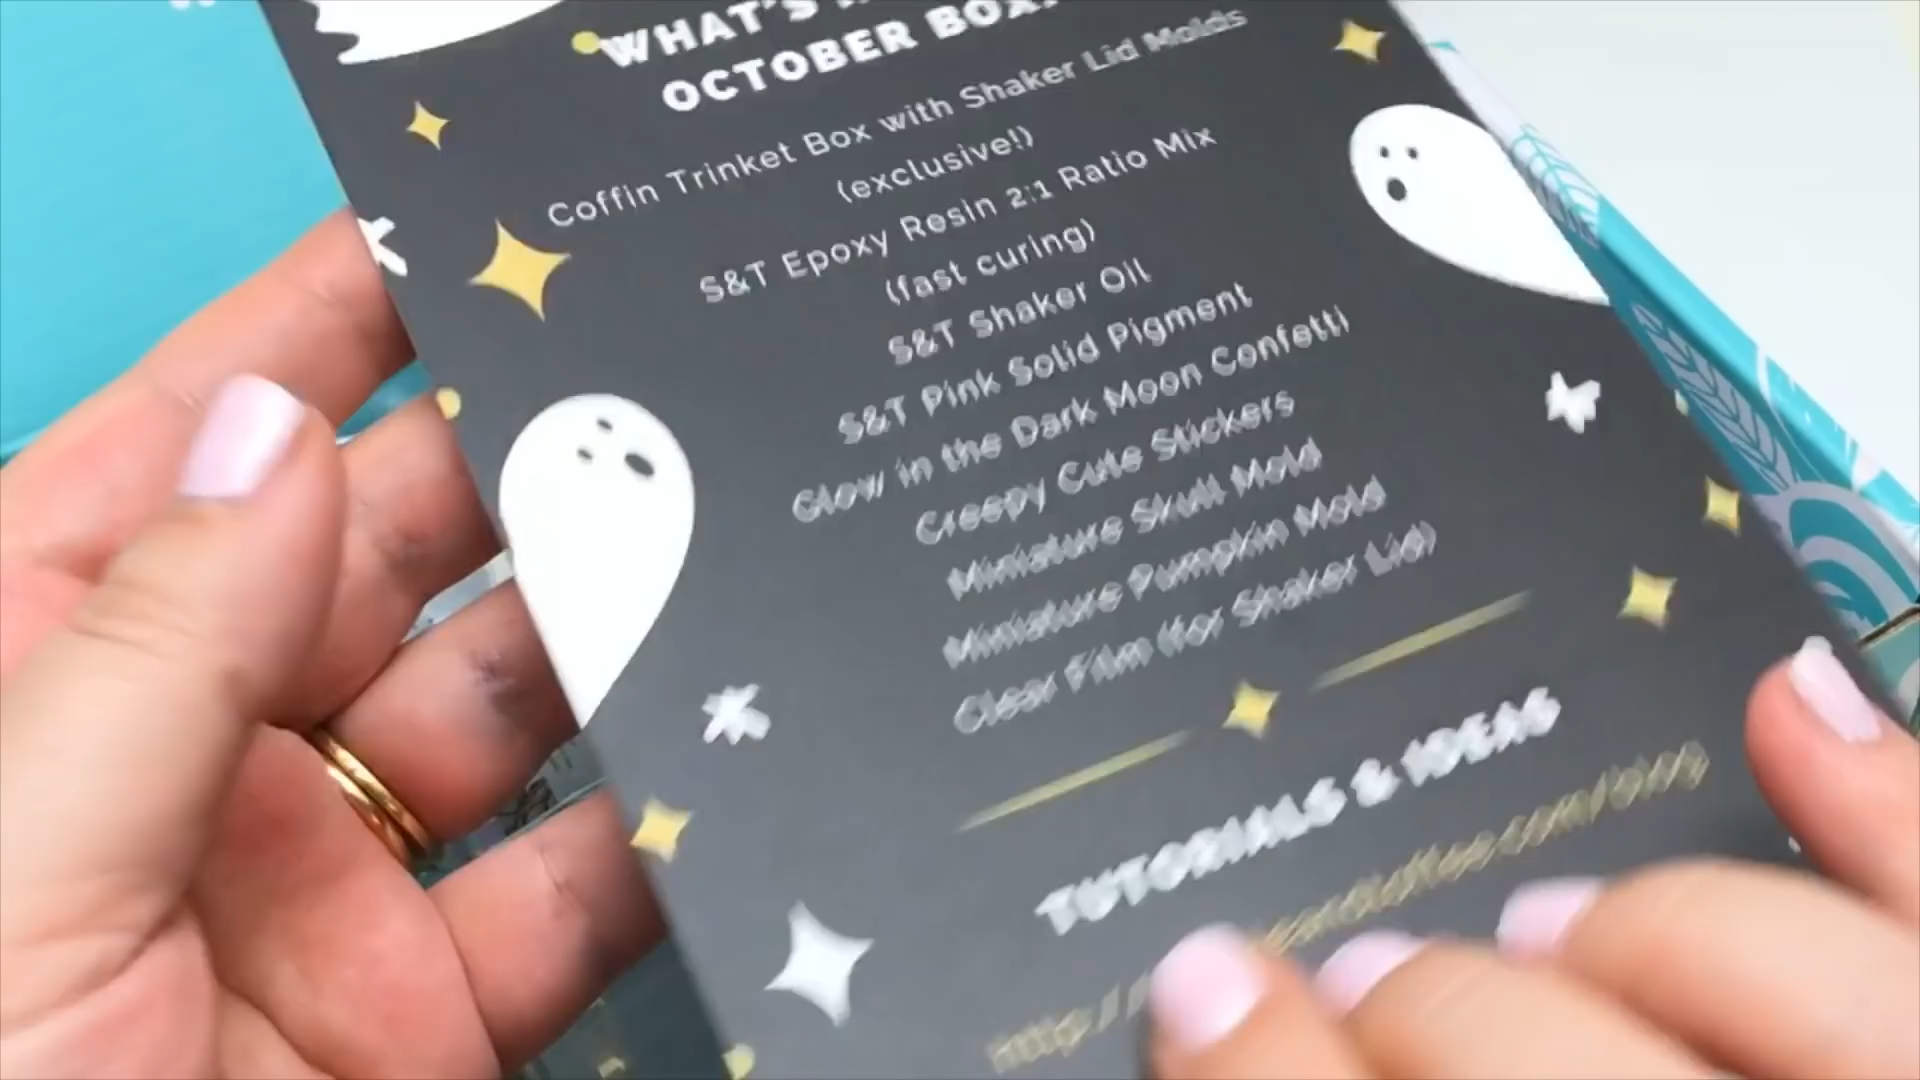 WHAT'S
OCTOBER BOX
Coffin Trinket Box with Shaker Lid Molds
(exclusive!)
S&T Epoxy Resin 2:1 Ratio Mix
(fast curing)
S&T Shaker Oil
S&T Pink Solid Pigment
Glow in the Dark Moon Confetti
Creepy Cute Stickers
Miniature Skull Mold
Miniature Pumpkin Mold
Clear Film (for Shaker Lid)
TUTORIALS & IDEAS